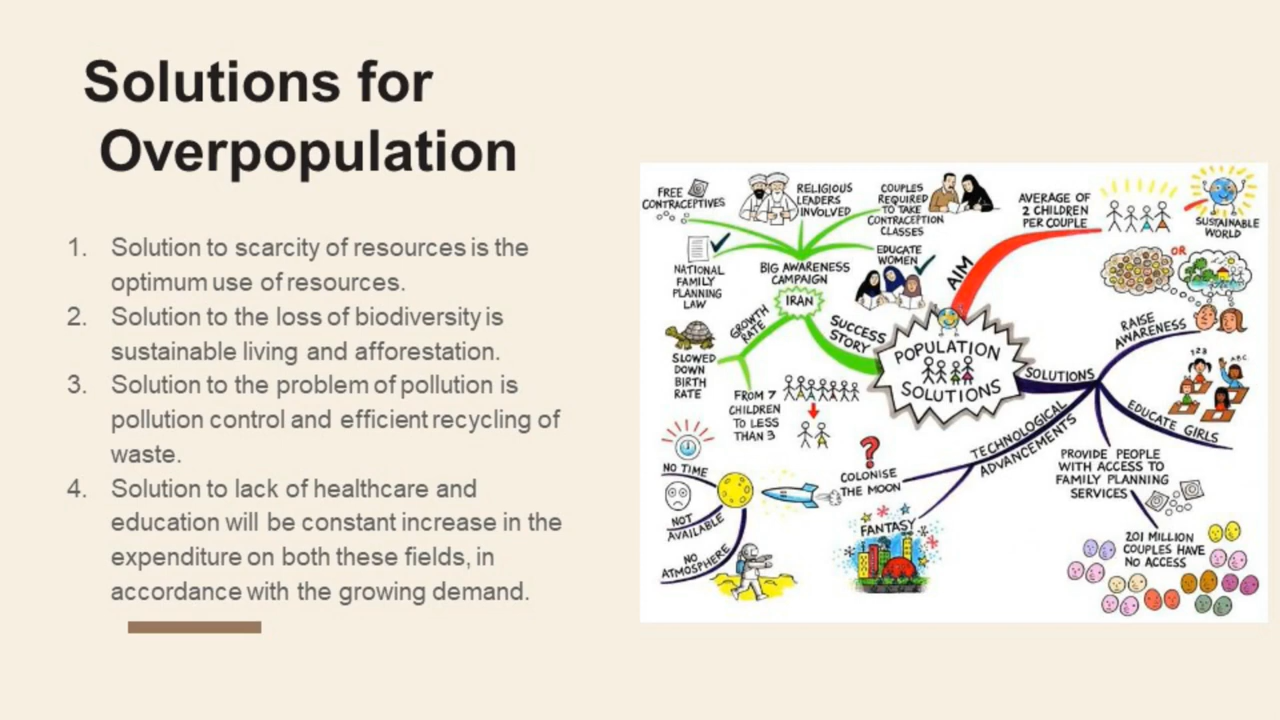 Solutions for
Overpopulation
1. Solution to scarcity of resources is the
optimum use of resources.
2. Solution to the loss of biodiversity is
sustainable living and afforestation.
3. Solution to the problem of pollution is
pollution control and efficient recycling of
waste.
4. Solution to lack of healthcare and
education will be constant increase in the
expenditure on both these fields, in
accordance with the growing demand.
FREE
CONTRACEPTIVES
RELIGIOUS
LEADERS
INVOLVED
COUPLES
REQUIRED
TO TAKE
CONTRACEPTION
CLASSES
NATIONAL
FAMILY
PLANNING
LAW
BIG AWARENESS
CAMPAIGN
EDUCATE
WOMEN
IRAN
GROWTH
RATE
SUCCESS
STORY
SLOWED
DOWN
BIRTH
RATE
FROM 7
CHILDREN
TO LESS
THAN 3
AIM
AVERAGE OF
2 CHILDREN
PER COUPLE
SUSTAINABLE
WORLD
OR
POPULATION
SOLUTIONS
SOLUTIONS
RAISE
AWARENESS
123
ABC
EDUCATE GIRLS
PROVIDE PEOPLE
WITH ACCESS TO
FAMILY PLANNING
SERVICES
201 MILLION
COUPLES HAVE
NO ACCESS
TECHNOLOGICAL
ADVANCEMENTS
?
COLONISE
THE MOON
FANTASY
NO TIME
NOT
AVAILABLE
NO
ATMOSPHERE